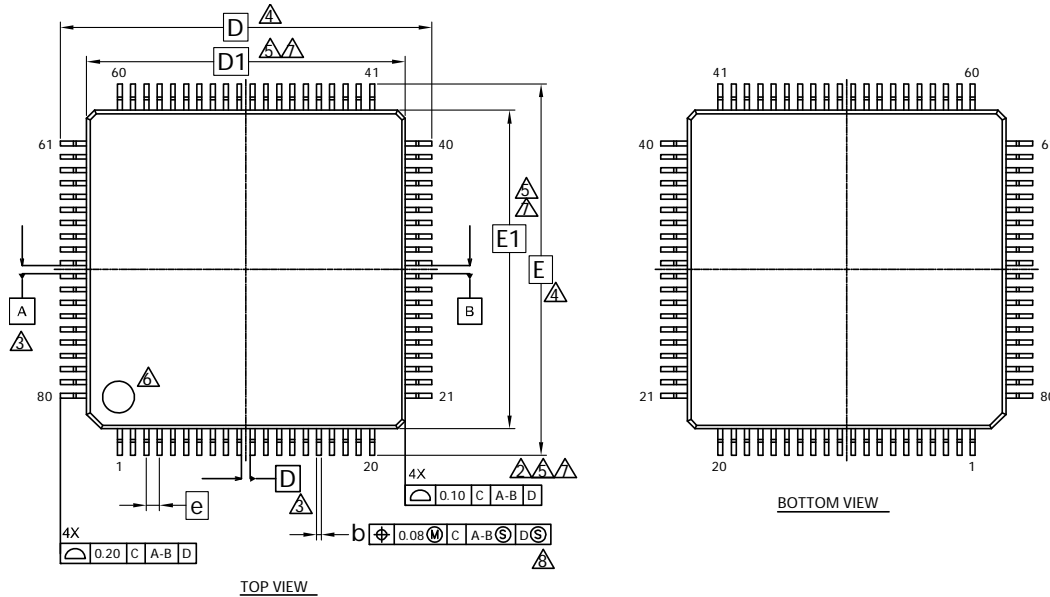 D 4
D1 5 7
60 41
61 40
5
7
E1
E
4
A
3
B
6
80 21
1 20
e
D
3
4X
2 5 7
0.10 C A-B D
b 0.08 M C A-B S D S
8
4X
0.20 C A-B D
TOP VIEW
41 60
40 6
21 80
20 1
BOTTOM VIEW